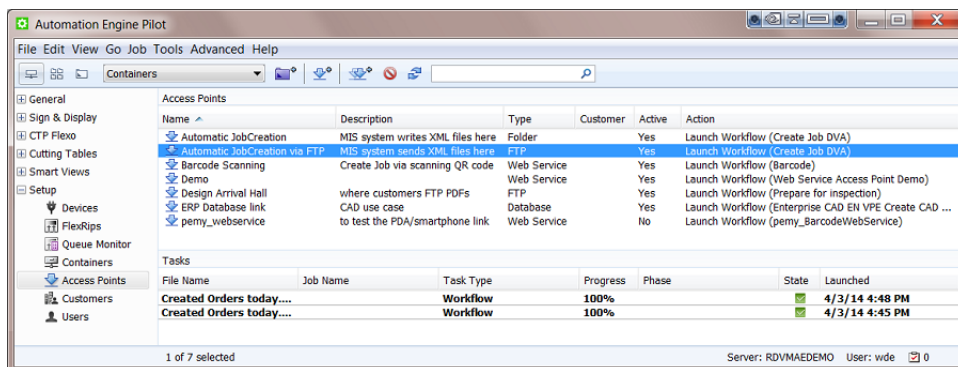 Automation Engine Pilot
File Edit View Go Job Tools Advanced Help
Containers
General
Sign & Display
CTP Flexo
Cutting Tables
Smart Views
Setup
Devices
FlexRips
Queue Monitor
Containers
Access Points
Customers
Users
Access Points
Name Description Type Customer Active Action
Automatic JobCreation MIS system writes XML files here Folder Yes Launch Workflow (Create Job DVA)
Automatic JobCreation via FTP MIS system sends XML files here FTP Yes Launch Workflow (Create Job DVA)
Barcode Scanning Create Job via scanning QR code Web Service Yes Launch Workflow (Barcode)
Demo Web Service Yes Launch Workflow (Web Service Access Point Demo)
Design Arrival Hall where customers FTP PDFs FTP Yes Launch Workflow (Prepare for inspection)
ERP Database link CAD use case Database Yes Launch Workflow (Enterprise CAD EN VPE Create CAD ...
pemy_webservice to test the PDA/smartphone link Web Service No Launch Workflow (pemy_BarcodeWebService)
Tasks
File Name Job Name Task Type Progress Phase State Launched
Created Orders today.... Workflow 100% 4/3/14 4:48 PM
Created Orders today.... Workflow 100% 4/3/14 4:45 PM
1 of 7 selected Server: RDVMAEDEMO User: wde 0